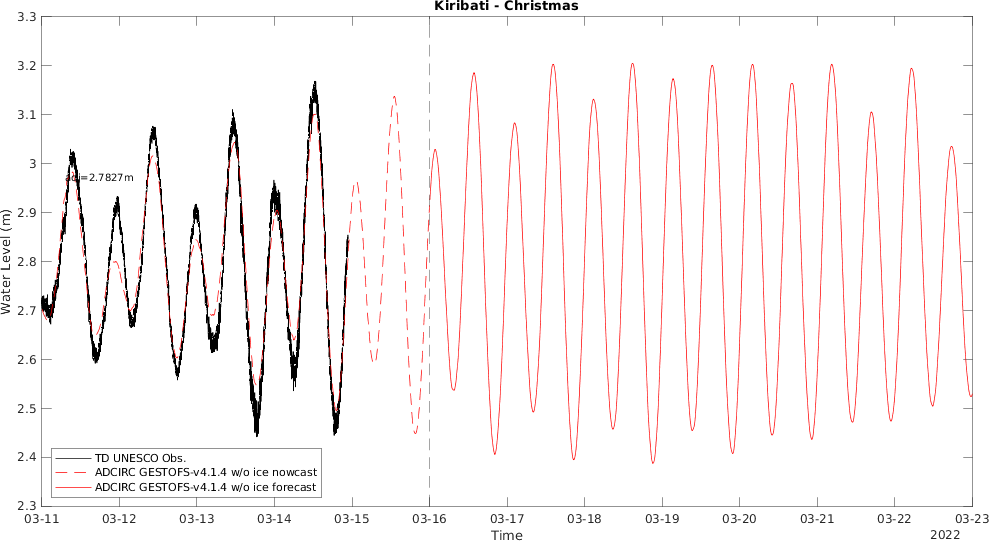 Kiribati - Christmas
3.3
3.2
3.1
3
2.9
2.8
2.7
2.6
2.5
2.4
2.3
Water Level (m)
adj=2.7827m
TD UNESCO Obs.
ADCIRC GESTOFS-v4.1.4 w/o ice nowcast
ADCIRC GESTOFS-v4.1.4 w/o ice forecast
03-11 03-12 03-13 03-14 03-15 03-16 03-17 03-18 03-19 03-20 03-21 03-22 03-23
Time
2022